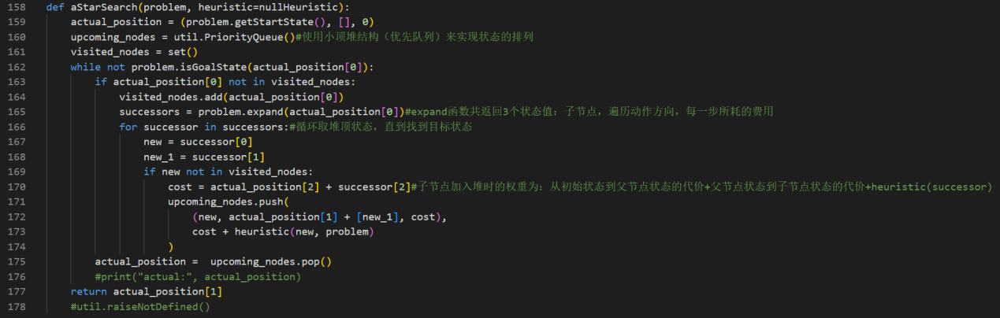 158 def aStarSearch(problem, heuristic=nullHeuristic):
159     actual_position = (problem.getStartState(), [], 0)
160     upcoming_nodes = util.PriorityQueue()#使用小顶堆结构（优先队列）来实现状态的排列
161     visited_nodes = set()
162     while not problem.isGoalState(actual_position[0]):
163         if actual_position[0] not in visited_nodes:
164             visited_nodes.add(actual_position[0])
165             successors = problem.expand(actual_position[0])#expand函数共返回3个状态值：子节点，遍历动作方向，每一步所耗的费用
166             for successor in successors:#循环取堆顶状态，直到找到目标状态
167                 new = successor[0]
168                 new_1 = successor[1]
169                 if new not in visited_nodes:
170                     cost = actual_position[2] + successor[2]#子节点加入堆时的权重为：从初始状态到父节点状态的代价+父节点状态到子节点状态的代价+heuristic(successor)
171                     upcoming_nodes.push(
172                         (new, actual_position[1] + [new_1], cost),
173                         cost + heuristic(new, problem)
174                     )
175         actual_position =  upcoming_nodes.pop()
176         #print("actual:", actual_position)
177     return actual_position[1]
178     #util.raiseNotDefined()